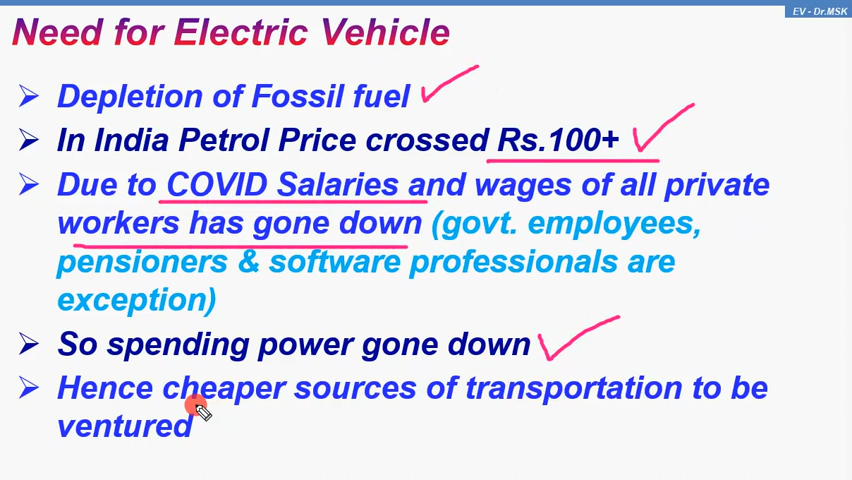 EV - Dr.MSK
Need for Electric Vehicle
➢ Depletion of Fossil fuel
➢ In India Petrol Price crossed Rs.100+
➢ Due to COVID Salaries and wages of all private
workers has gone down (govt. employees,
pensioners & software professionals are
exception)
➢ So spending power gone down
➢ Hence cheaper sources of transportation to be
ventured